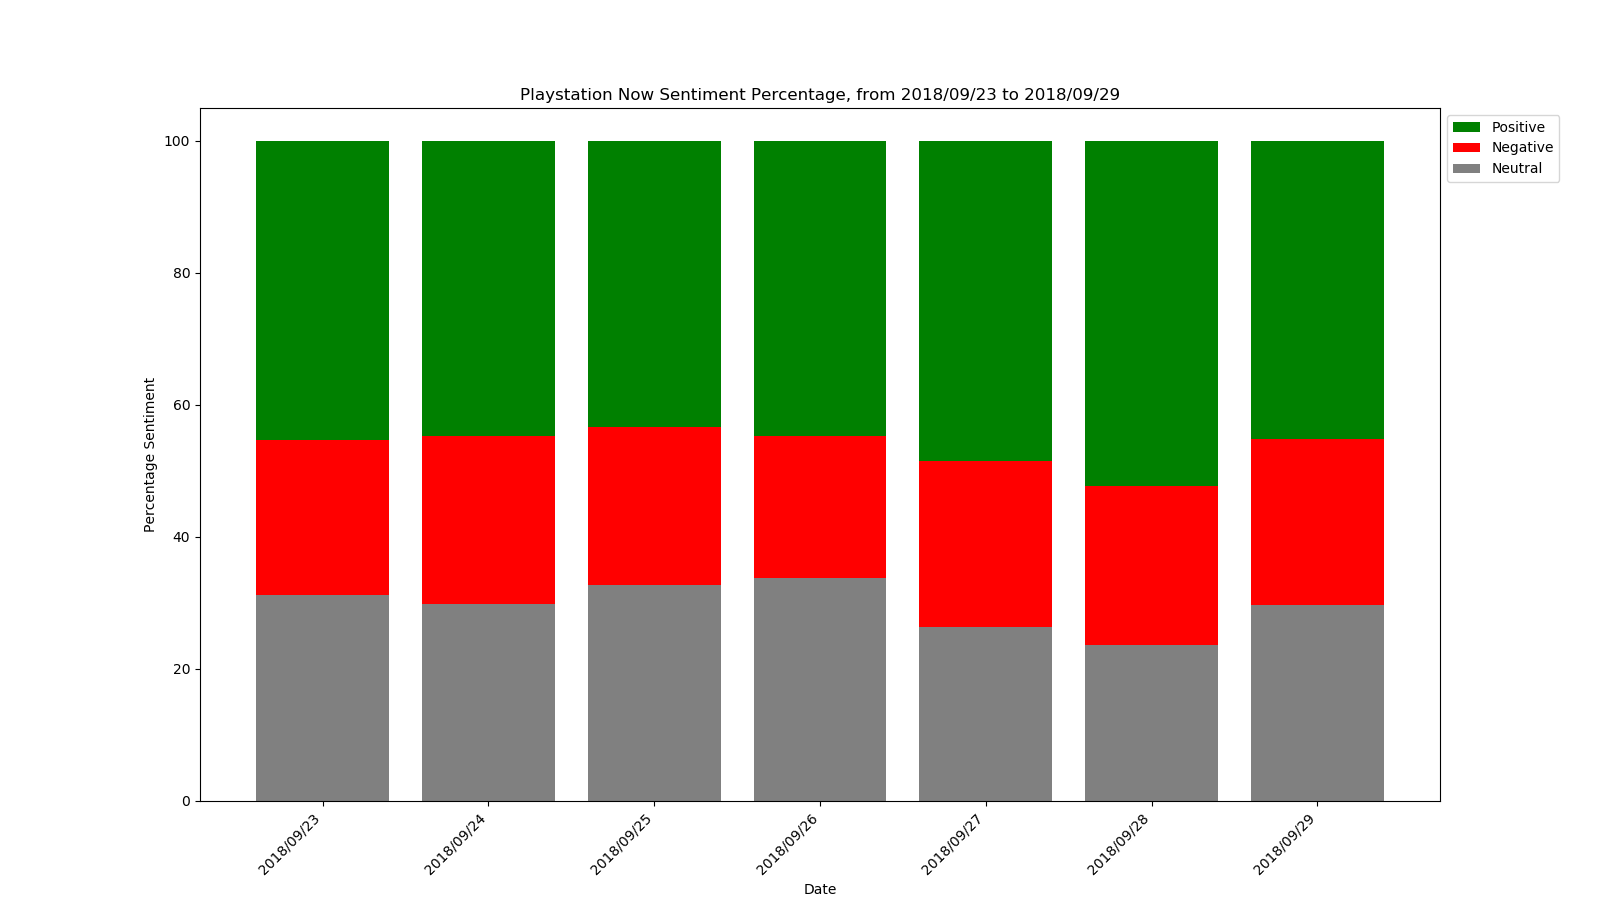 Playstation Now Sentiment Percentage, from 2018/09/23 to 2018/09/29
Positive
Negative
Neutral
100
80
60
40
20
0
Percentage Sentiment
2018/09/23
2018/09/24
2018/09/25
2018/09/26
2018/09/27
2018/09/28
2018/09/29
Date